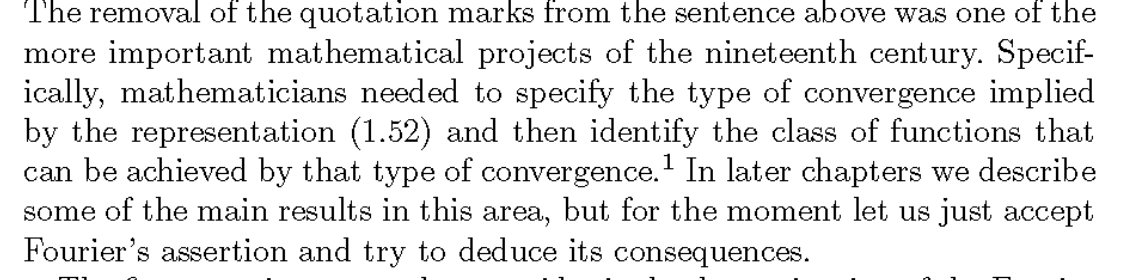 The removal of the quotation marks from the sentence above was one of the
more important mathematical projects of the nineteenth century. Specif-
ically, mathematicians needed to specify the type of convergence implied
by the representation (1.52) and then identify the class of functions that
can be achieved by that type of convergence.¹ In later chapters we describe
some of the main results in this area, but for the moment let us just accept
Fourier's assertion and try to deduce its consequences.